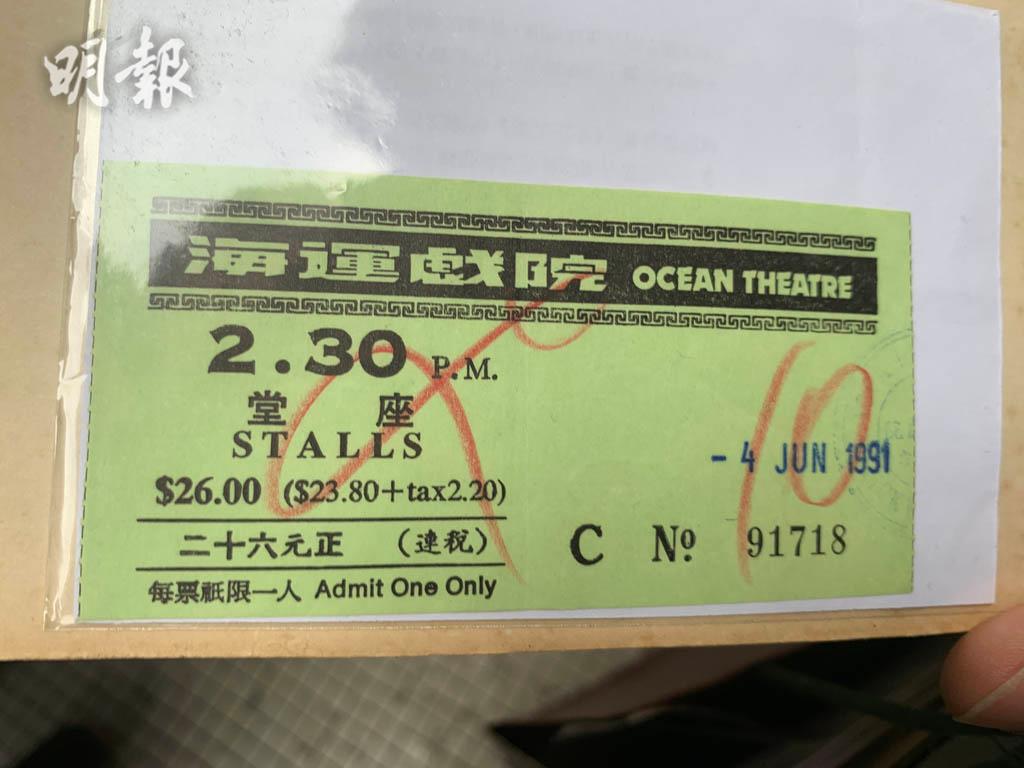 明報
海運戲院 OCEAN THEATRE
2.30 P.M.
堂 座
STALLS
$26.00 ($23.80+tax2.20)
二十六元正 (連税)
每票祇限一人 Admit One Only
- 4 JUN 1991
C Nº 91718
10